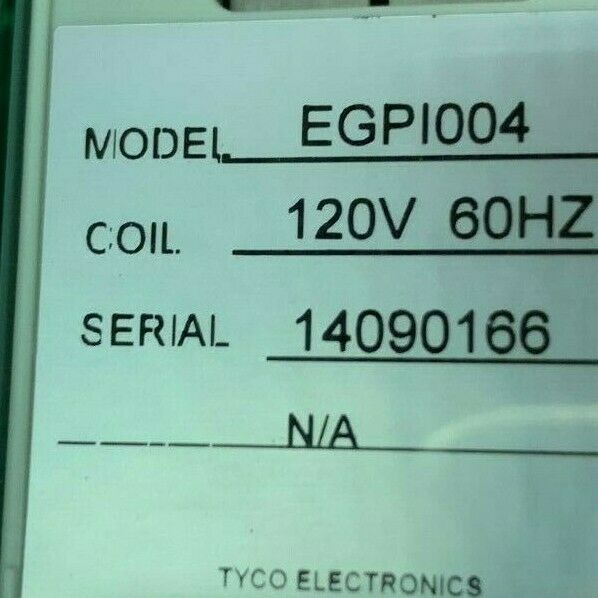 MODEL EGPI004
COIL 120V 60HZ
SERIAL 14090166
N/A
TYCO ELECTRONICS